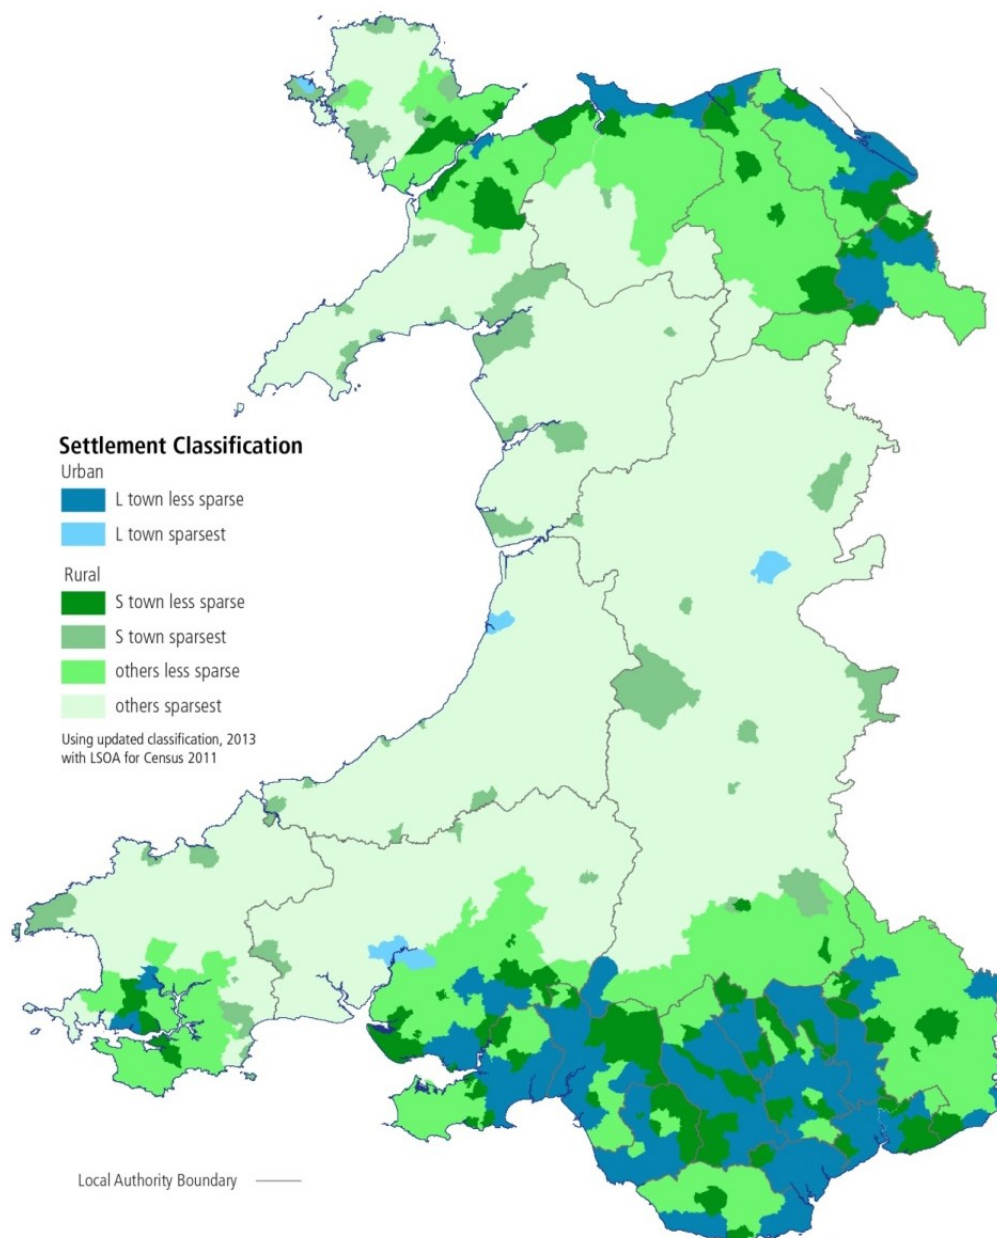 Settlement Classification
Urban
L town less sparse
L town sparsest
Rural
S town less sparse
S town sparsest
others less sparse
others sparsest
Using updated classification, 2013
with LSOA for Census 2011
Local Authority Boundary